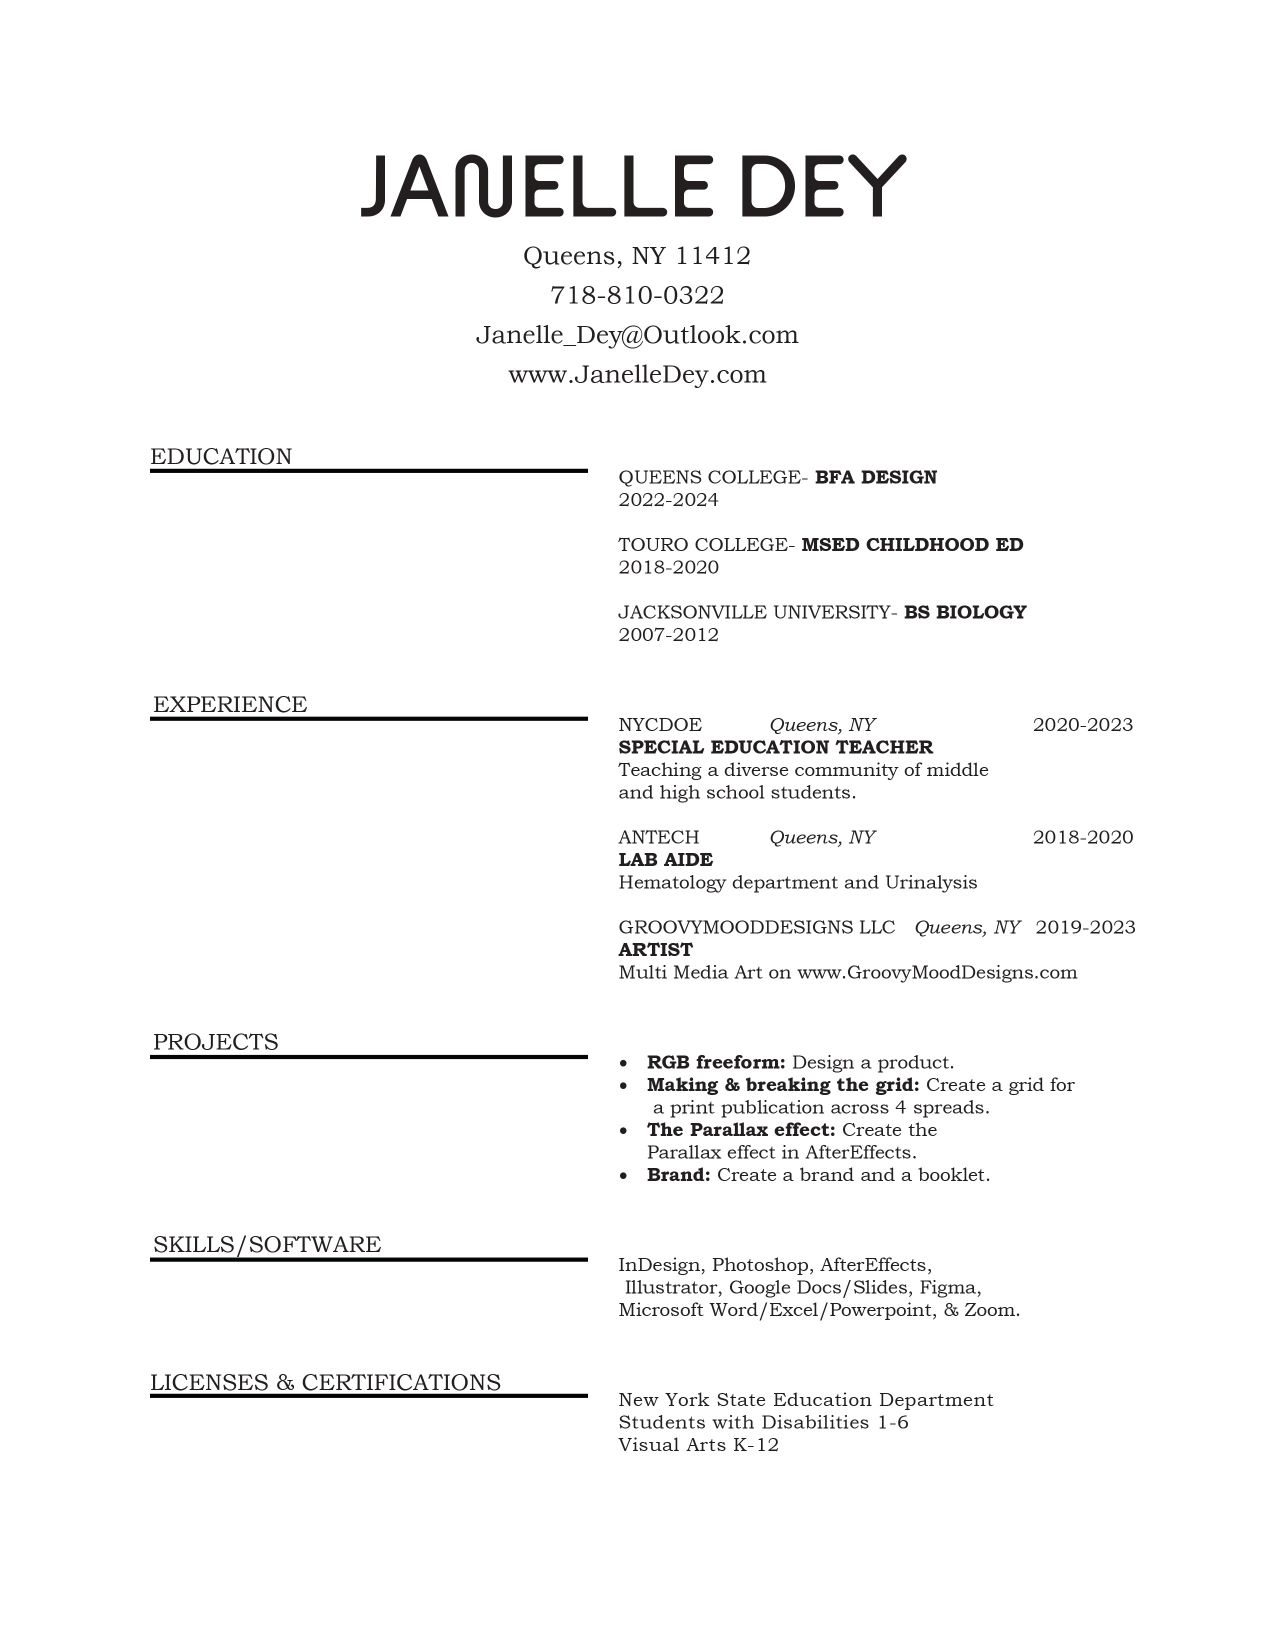 JANELLE DEY
Queens, NY 11412
718-810-0322
Janelle_Dey@Outlook.com
www.JanelleDey.com
EDUCATION
QUEENS COLLEGE- BFA DESIGN
2022-2024
TOURO COLLEGE- MSED CHILDHOOD ED
2018-2020
JACKSONVILLE UNIVERSITY- BS BIOLOGY
2007-2012
EXPERIENCE
NYCDOE Queens, NY 2020-2023
SPECIAL EDUCATION TEACHER
Teaching a diverse community of middle
and high school students.
ANTECH Queens, NY 2018-2020
LAB AIDE
Hematology department and Urinalysis
GROOVYMOODDESIGNS LLC Queens, NY 2019-2023
ARTIST
Multi Media Art on www.GroovyMoodDesigns.com
PROJECTS
• RGB freeform: Design a product.
• Making & breaking the grid: Create a grid for
a print publication across 4 spreads.
• The Parallax effect: Create the
Parallax effect in AfterEffects.
• Brand: Create a brand and a booklet.
SKILLS/SOFTWARE
InDesign, Photoshop, AfterEffects,
Illustrator, Google Docs/Slides, Figma,
Microsoft Word/Excel/Powerpoint, & Zoom.
LICENSES & CERTIFICATIONS
New York State Education Department
Students with Disabilities 1-6
Visual Arts K-12